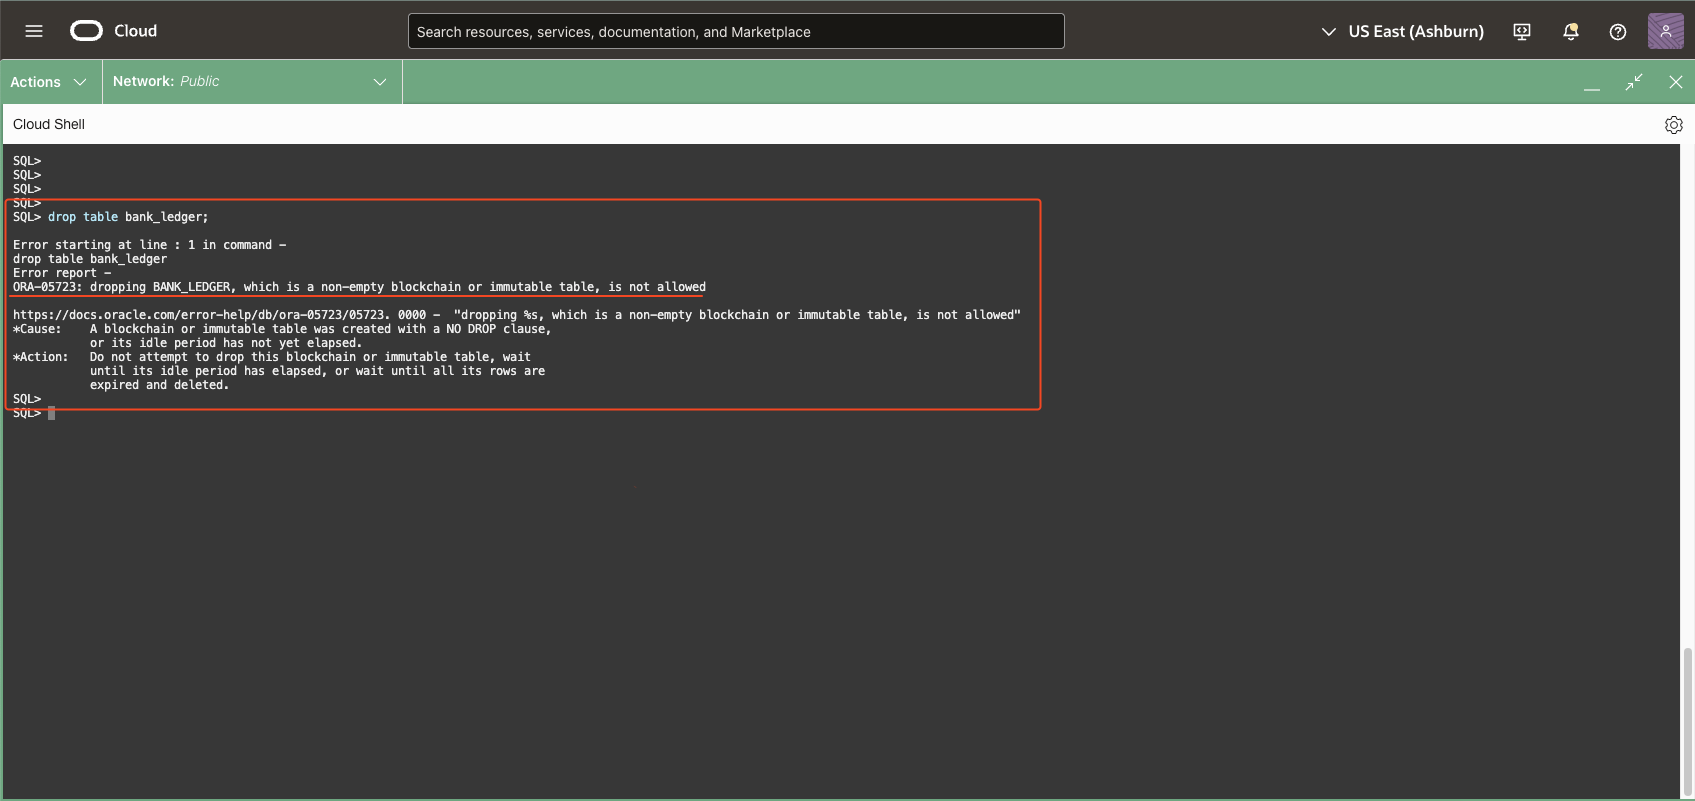 Cloud
Search resources, services, documentation, and Marketplace
US East (Ashburn)
Actions
Network: Public
Cloud Shell
SQL>
SQL>
SQL>
SQL>
SQL> drop table bank_ledger;
Error starting at line : 1 in command -
drop table bank_ledger
Error report -
ORA-05723: dropping BANK_LEDGER, which is a non-empty blockchain or immutable table, is not allowed
https://docs.oracle.com/error-help/db/ora-05723/05723. 0000 -  "dropping %s, which is a non-empty blockchain or immutable table, is not allowed"
*Cause:    A blockchain or immutable table was created with a NO DROP clause,
or its idle period has not yet elapsed.
*Action:   Do not attempt to drop this blockchain or immutable table, wait
until its idle period has elapsed, or wait until all its rows are
expired and deleted.
SQL>
SQL>